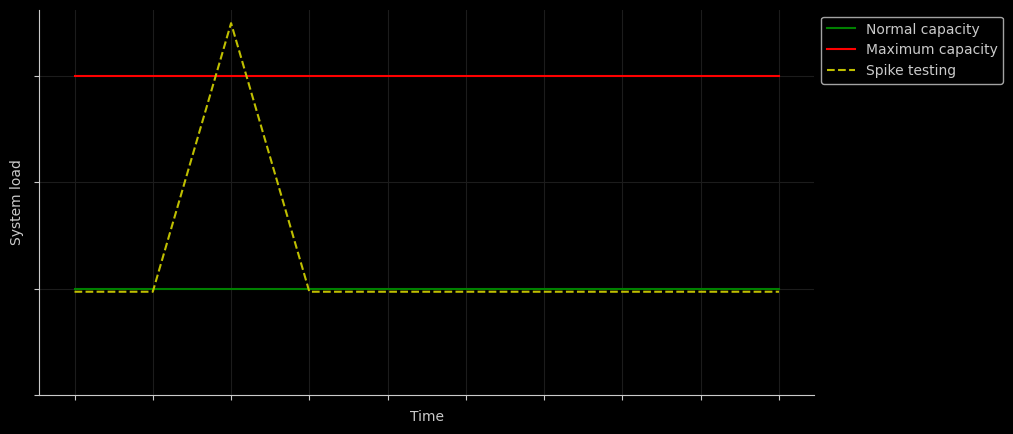 Normal capacity
Maximum capacity
Spike testing
System load
Time